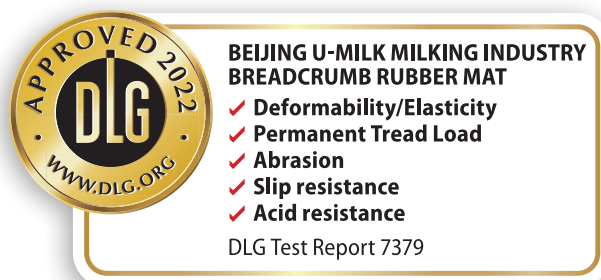 APPROVED 2022
DLG
WWW.DLG.ORG
BEIJING U-MILK MILKING INDUSTRY
BREADCRUMB RUBBER MAT
✓ Deformability/Elasticity
✓ Permanent Tread Load
✓ Abrasion
✓ Slip resistance
✓ Acid resistance
DLG Test Report 7379